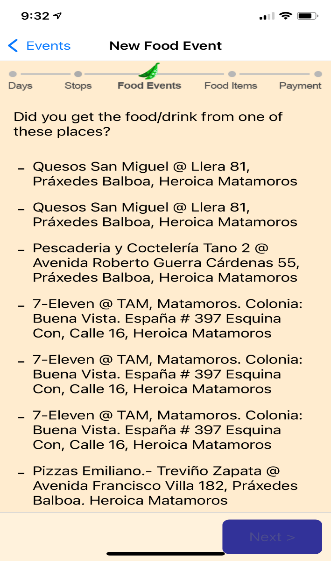 9:32
Events
New Food Event
Days
Stops
Food Events
Food Items
Payment
Did you get the food/drink from one of
these places?
– Quesos San Miguel @ Llera 81,
Práxedes Balboa, Heroica Matamoros
– Quesos San Miguel @ Llera 81,
Práxedes Balboa, Heroica Matamoros
– Pescaderia y Coctelería Tano 2 @
Avenida Roberto Guerra Cárdenas 55,
Práxedes Balboa, Heroica Matamoros
– 7-Eleven @ TAM, Matamoros. Colonia:
Buena Vista. España # 397 Esquina
Con, Calle 16, Heroica Matamoros
– 7-Eleven @ TAM, Matamoros. Colonia:
Buena Vista. España # 397 Esquina
Con, Calle 16, Heroica Matamoros
– 7-Eleven @ TAM, Matamoros. Colonia:
Buena Vista. España # 397 Esquina
Con, Calle 16, Heroica Matamoros
– Pizzas Emiliano.- Treviño Zapata @
Avenida Francisco Villa 182, Práxedes
Balboa. Heroica Matamoros
Next >